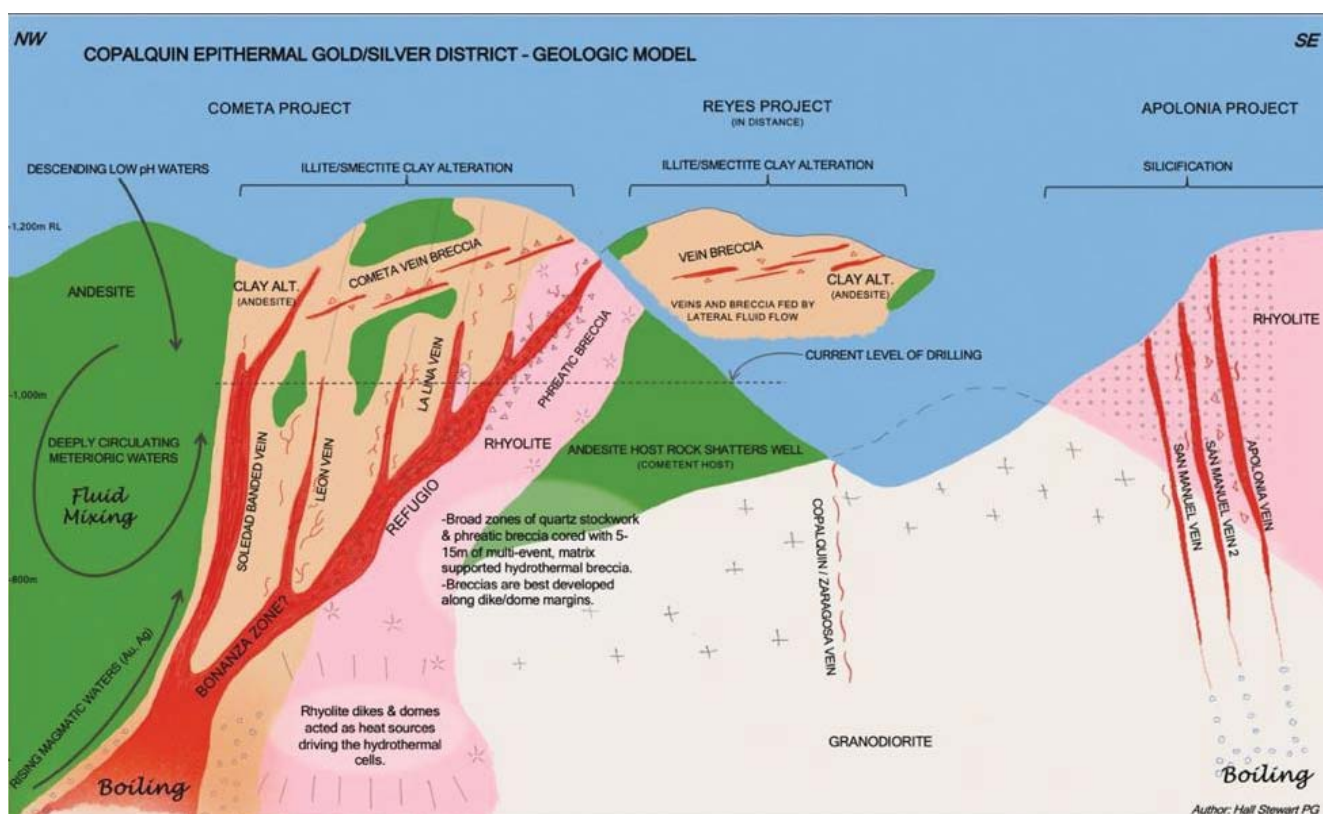 NW
SE
COPALQUIN EPITHERMAL GOLD/SILVER DISTRICT - GEOLOGIC MODEL
COMETA PROJECT
REYES PROJECT
(IN DISTANCE)
APOLONIA PROJECT
DESCENDING LOW pH WATERS
ILLITE/SMECTITE CLAY ALTERATION
ILLITE/SMECTITE CLAY ALTERATION
SILICIFICATION
-1,200m RL
ANDESITE
CLAY ALT.
(ANDESITE)
COMETA VEIN BRECCIA
VEIN BRECCIA
CLAY ALT.
(ANDESITE)
VEINS AND BRECCIA FED BY
LATERAL FLUID FLOW
RHYOLITE
CURRENT LEVEL OF DRILLING
-1,000m
LA LINA VEIN
PHREATIC BRECCIA
DEEPLY CIRCULATING
METERIORIC WATERS
Fluid
Mixing
SOLEDAD BANDED VEIN
LEON VEIN
REFUGIO
RHYOLITE
ANDESITE HOST ROCK SHATTERS WELL
(COMETENT HOST)
-Broad zones of quartz stockwork
& phreatic breccia cored with 5-
15m of multi-event, matrix
supported hydrothermal breccia.
-Breccias are best developed
along dike/dome margins.
COPALQUIN / ZARAGOSA VEIN
SAN MANUEL VEIN
SAN MANUEL VEIN 2
APOLONIA VEIN
-800m
BONANZA ZONE?
RISING MAGMATIC WATERS (Au, Ag)
Rhyolite dikes & domes
acted as heat sources
driving the hydrothermal
cells.
GRANODIORITE
Boiling
Boiling
Author: Hall Stewart PG